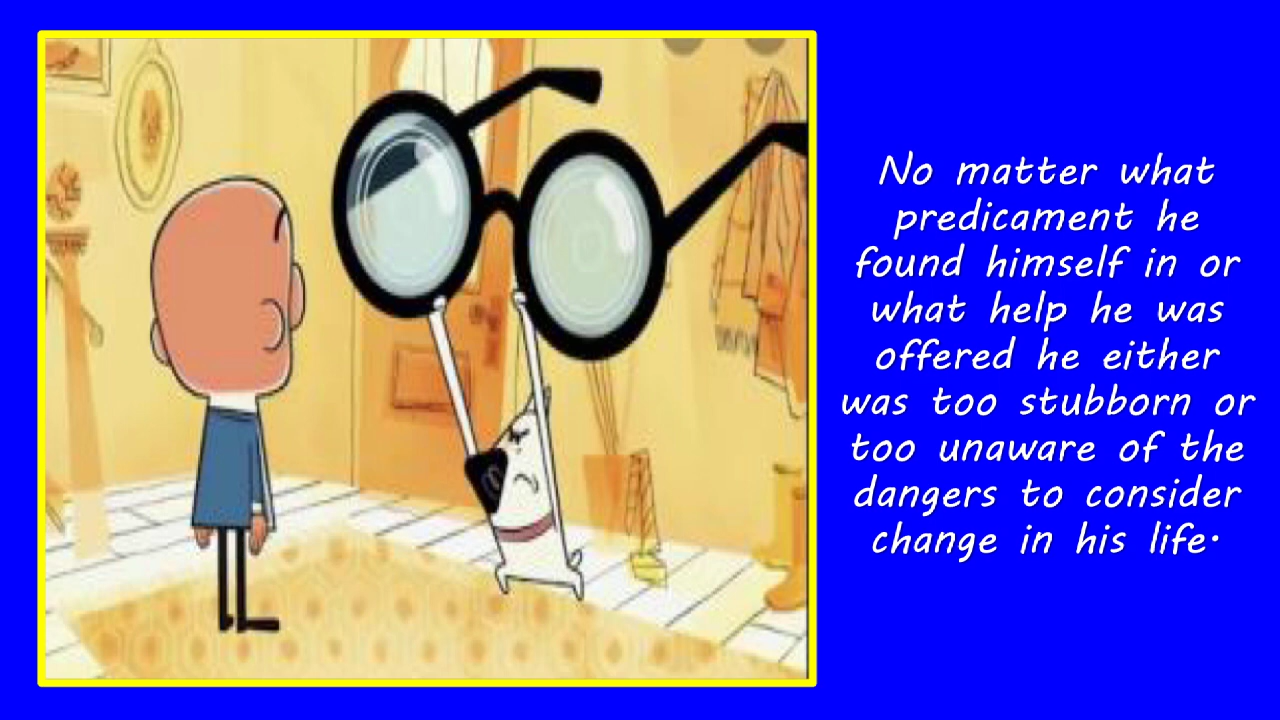 No matter what
predicament he
found himself in or
what help he was
offered he either
was too stubborn or
too unaware of the
dangers to consider
change in his life.